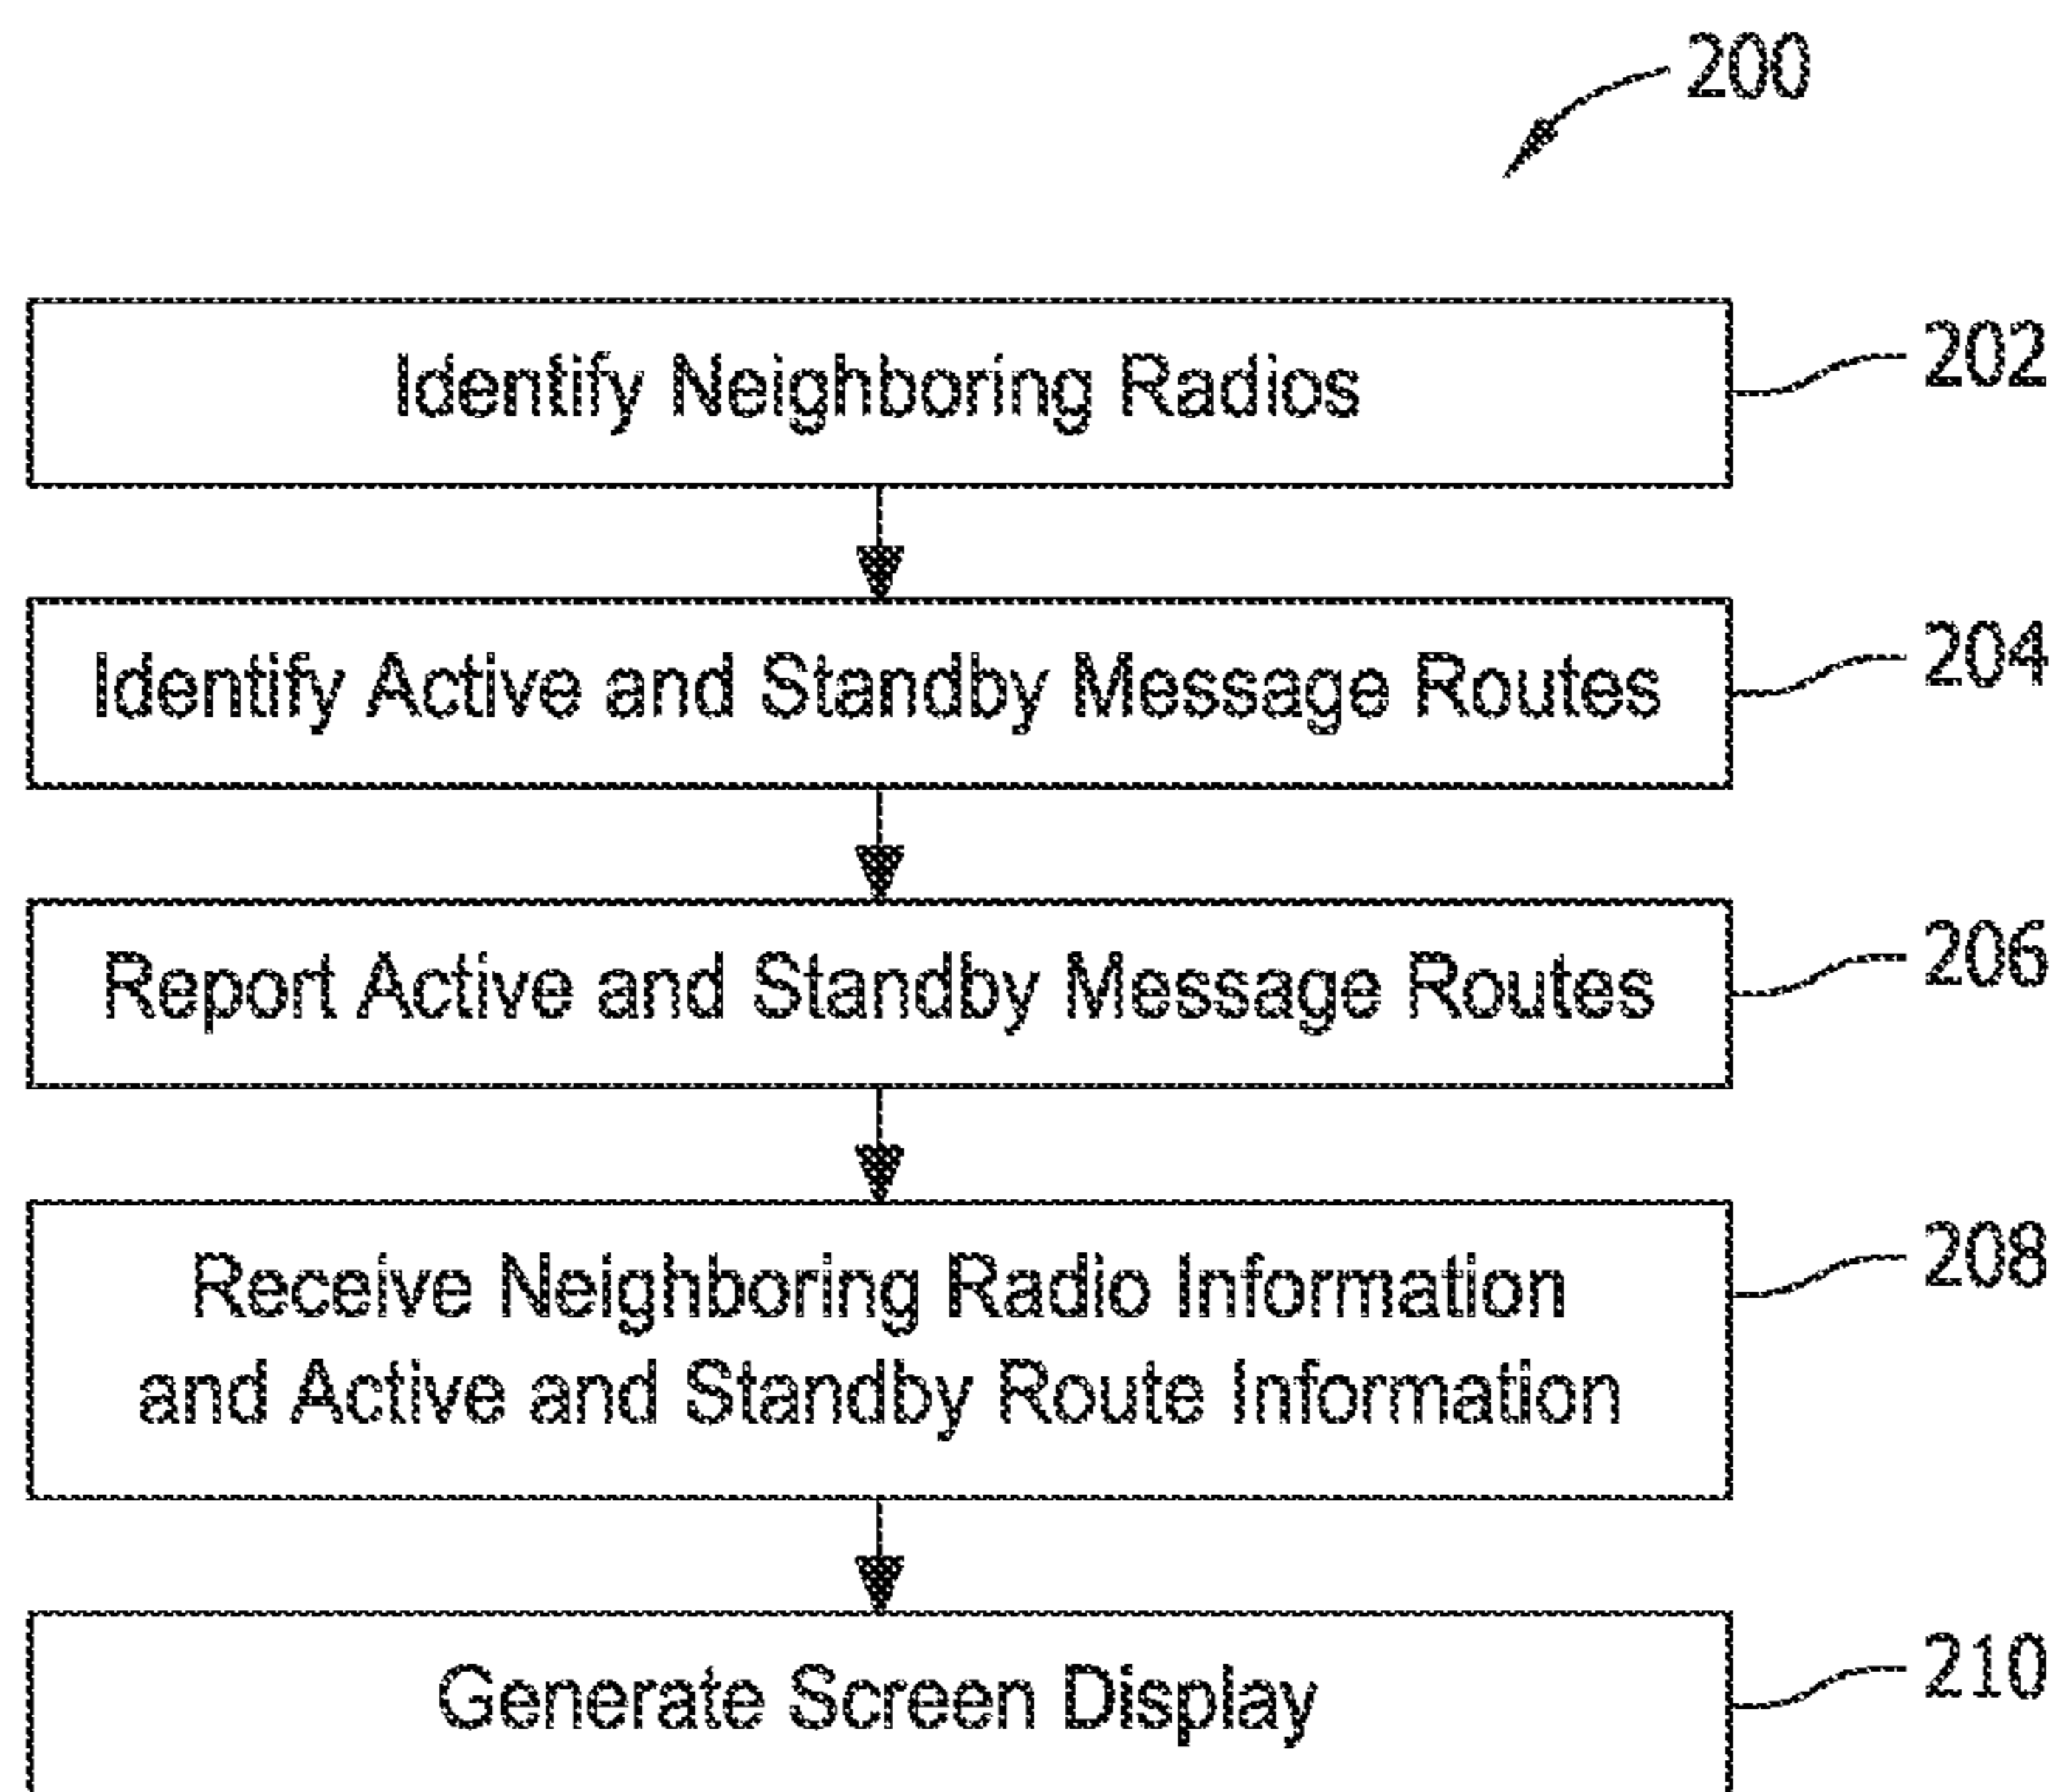 200
Identify Neighboring Radios
202
Identify Active and Standby Message Routes
204
Report Active and Standby Message Routes
206
Receive Neighboring Radio Information
and Active and Standby Route Information
208
Generate Screen Display
210